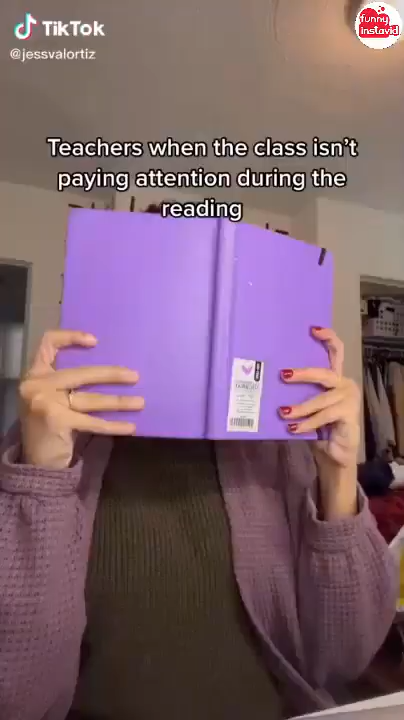 TikTok
@jessvalortiz
funny
instavid
Teachers when the class isn't
paying attention during the
reading